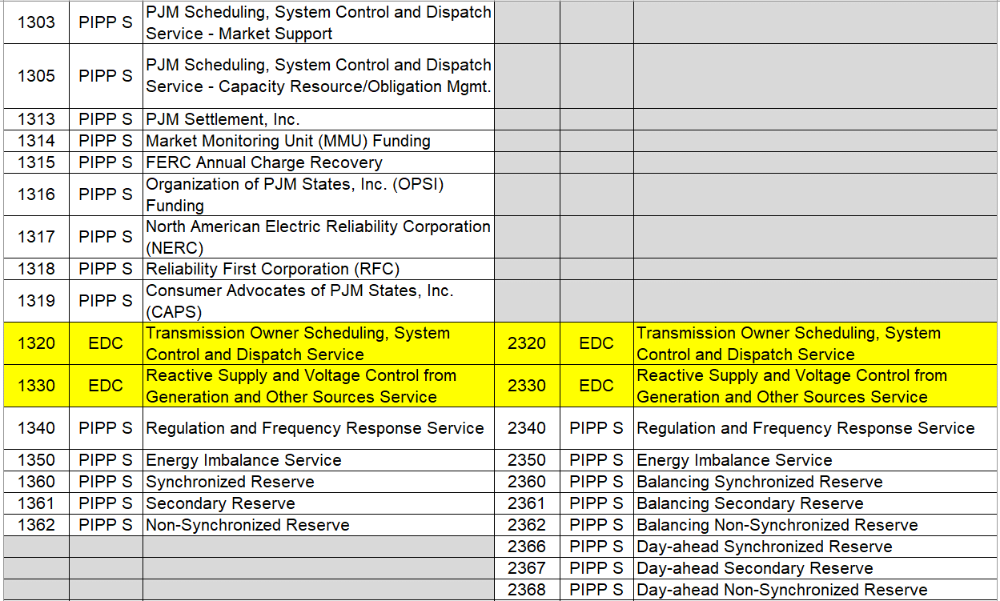 1303 PIPP S PJM Scheduling, System Control and Dispatch
Service - Market Support
1305 PIPP S PJM Scheduling, System Control and Dispatch
Service - Capacity Resource/Obligation Mgmt.
1313 PIPP S PJM Settlement, Inc.
1314 PIPP S Market Monitoring Unit (MMU) Funding
1315 PIPP S FERC Annual Charge Recovery
1316 PIPP S Organization of PJM States, Inc. (OPSI)
Funding
1317 PIPP S North American Electric Reliability Corporation
(NERC)
1318 PIPP S Reliability First Corporation (RFC)
1319 PIPP S Consumer Advocates of PJM States, Inc.
(CAPS)
1320 EDC Transmission Owner Scheduling, System
Control and Dispatch Service
2320 EDC Transmission Owner Scheduling, System
Control and Dispatch Service
1330 EDC Reactive Supply and Voltage Control from
Generation and Other Sources Service
2330 EDC Reactive Supply and Voltage Control from
Generation and Other Sources Service
1340 PIPP S Regulation and Frequency Response Service 2340 PIPP S Regulation and Frequency Response Service
1350 PIPP S Energy Imbalance Service 2350 PIPP S Energy Imbalance Service
1360 PIPP S Synchronized Reserve 2360 PIPP S Balancing Synchronized Reserve
1361 PIPP S Secondary Reserve 2361 PIPP S Balancing Secondary Reserve
1362 PIPP S Non-Synchronized Reserve 2362 PIPP S Balancing Non-Synchronized Reserve
2366 PIPP S Day-ahead Synchronized Reserve
2367 PIPP S Day-ahead Secondary Reserve
2368 PIPP S Day-ahead Non-Synchronized Reserve